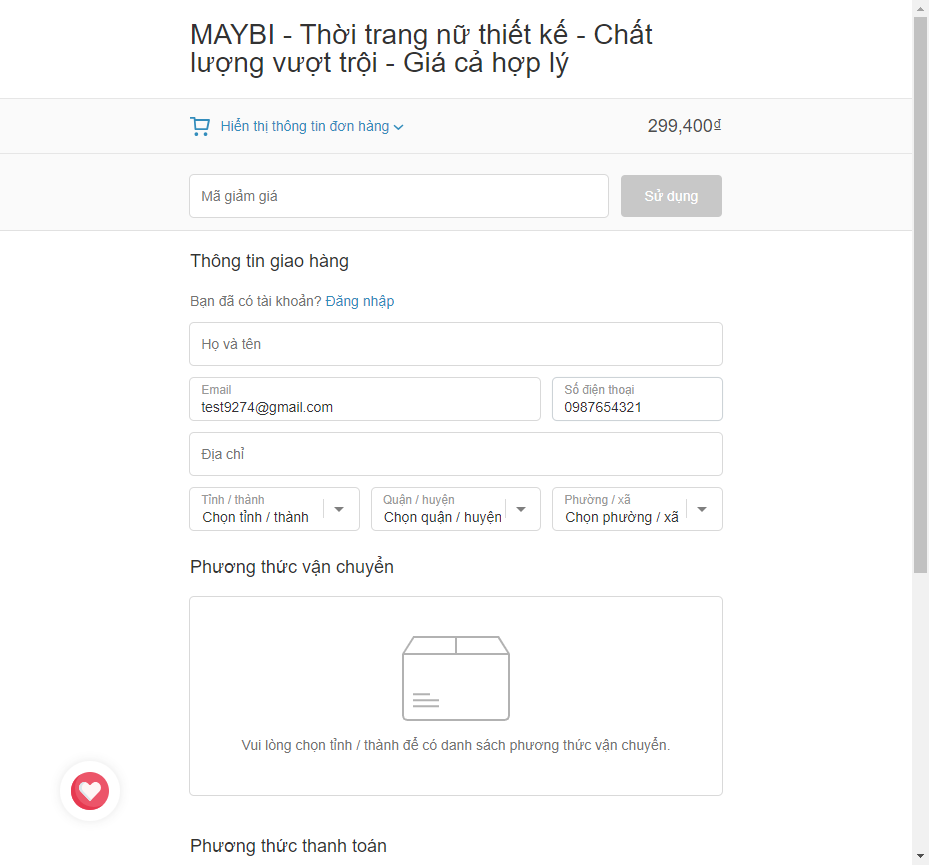 MAYBI - Thời trang nữ thiết kế - Chất
lượng vượt trội - Giá cả hợp lý
Hiển thị thông tin đơn hàng
299,400₫
Mã giảm giá
Sử dụng
Thông tin giao hàng
Bạn đã có tài khoản? Đăng nhập
Họ và tên
Email
test9274@gmail.com
Số điện thoại
0987654321
Địa chỉ
Tỉnh / thành
Chọn tỉnh / thành
Quận / huyện
Chọn quận / huyện
Phường / xã
Chọn phường / xã
Phương thức vận chuyển
Vui lòng chọn tỉnh / thành để có danh sách phương thức vận chuyển.
Phương thức thanh toán